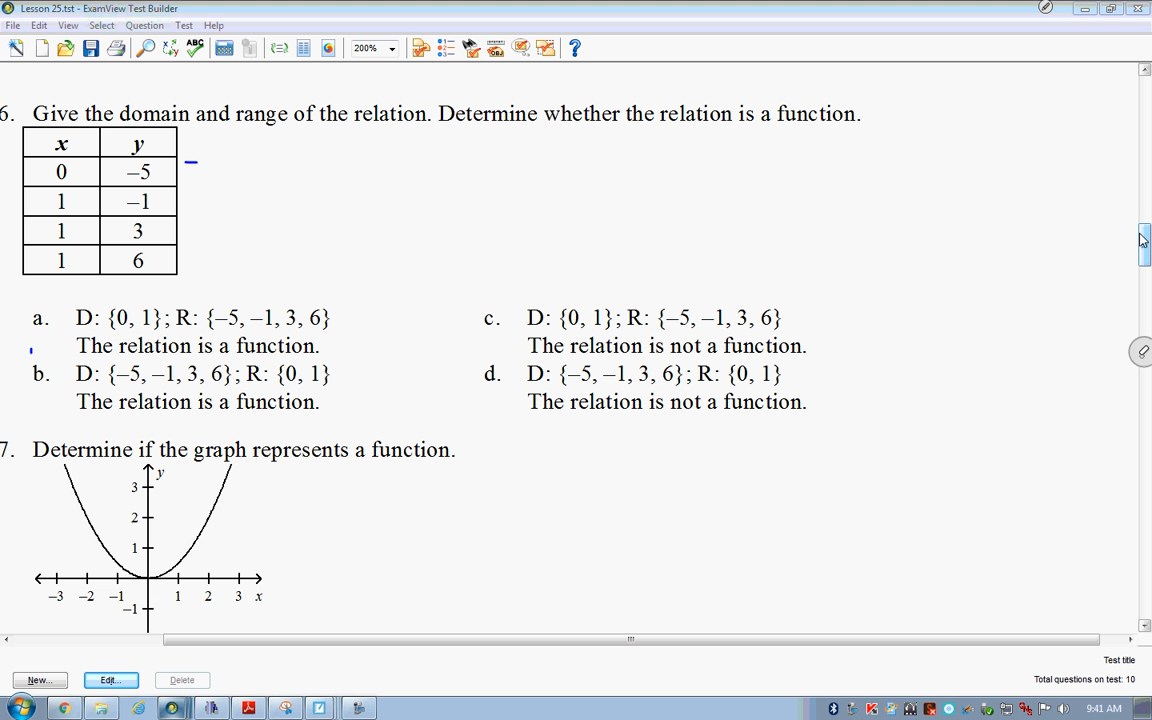 Lesson 25.tst - ExamView Test Builder
File Edit View Select Question Test Help
ABC 200% OBJ ?
6. Give the domain and range of the relation. Determine whether the relation is a function.
x y
0 –5
1 –1
1 3
1 6
a. D: {0, 1}; R: {–5, –1, 3, 6} c. D: {0, 1}; R: {–5, –1, 3, 6}
The relation is a function. The relation is not a function.
b. D: {–5, –1, 3, 6}; R: {0, 1} d. D: {–5, –1, 3, 6}; R: {0, 1}
The relation is a function. The relation is not a function.
7. Determine if the graph represents a function.
y
3
2
1
–3 –2 –1 1 2 3 x
–1
Test title
New... Edit... Delete Total questions on test: 10
9:41 AM